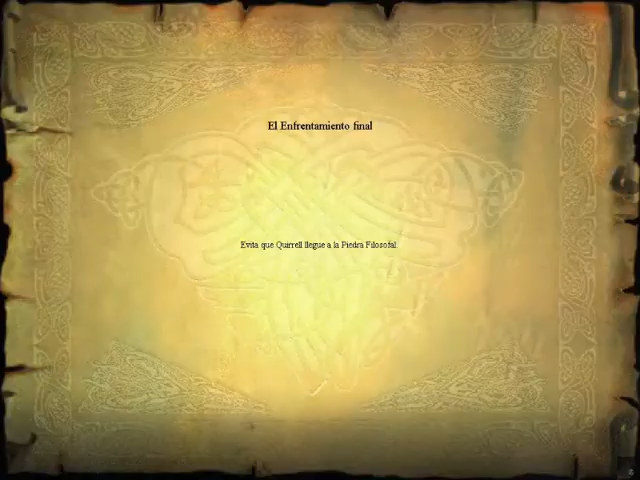 El Enfrentamiento final
Evita que Quirrell llegue a la Piedra Filosofal.